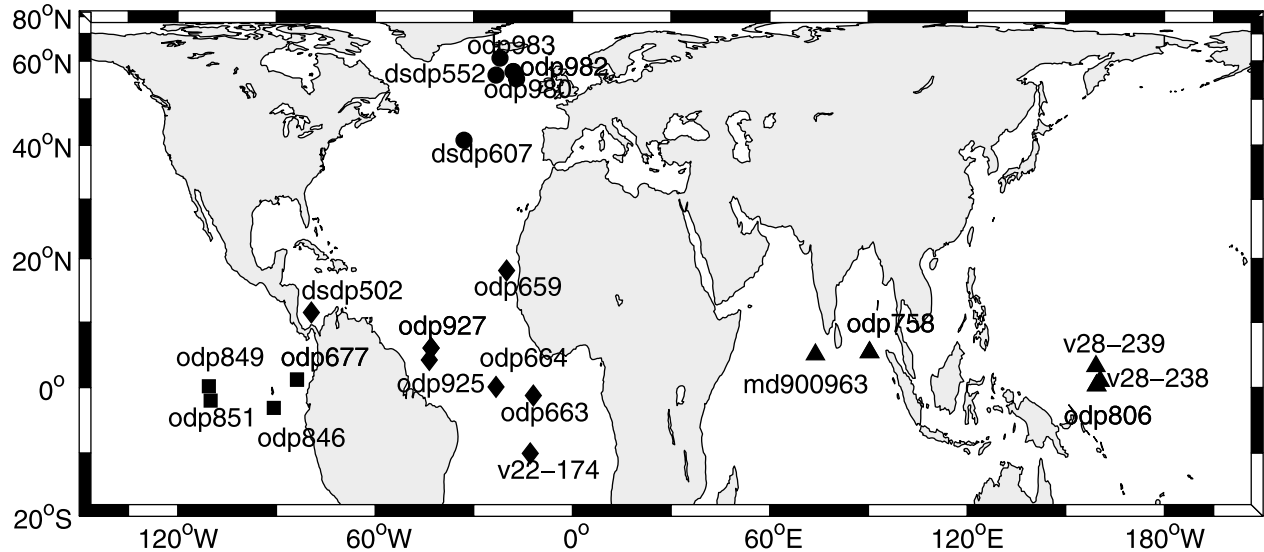 80°N
60°N
40°N
20°N
0°
20°S
odp983
dsdp552
odp982
odp980
dsdp607
odp659
dsdp502
odp927
odp758
odp849
odp677
odp664
v28−239
md900963
odp925
v28−238
odp851
odp663
odp806
odp846
v22−174
120°W
60°W
0°
60°E
120°E
180°W